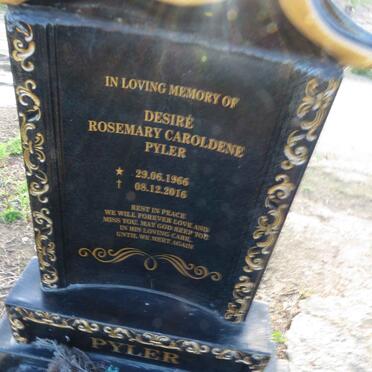 IN LOVING MEMORY OF
DESIRÉ
ROSEMARY CAROLDENE
PYLER
★ 29.06.1966
† 08.12.2016
REST IN PEACE
WE WILL FOREVER LOVE AND
MISS YOU. MAY GOD KEEP YOU
IN HIS LOVING CARE,
UNTIL WE MEET AGAIN
PYLER